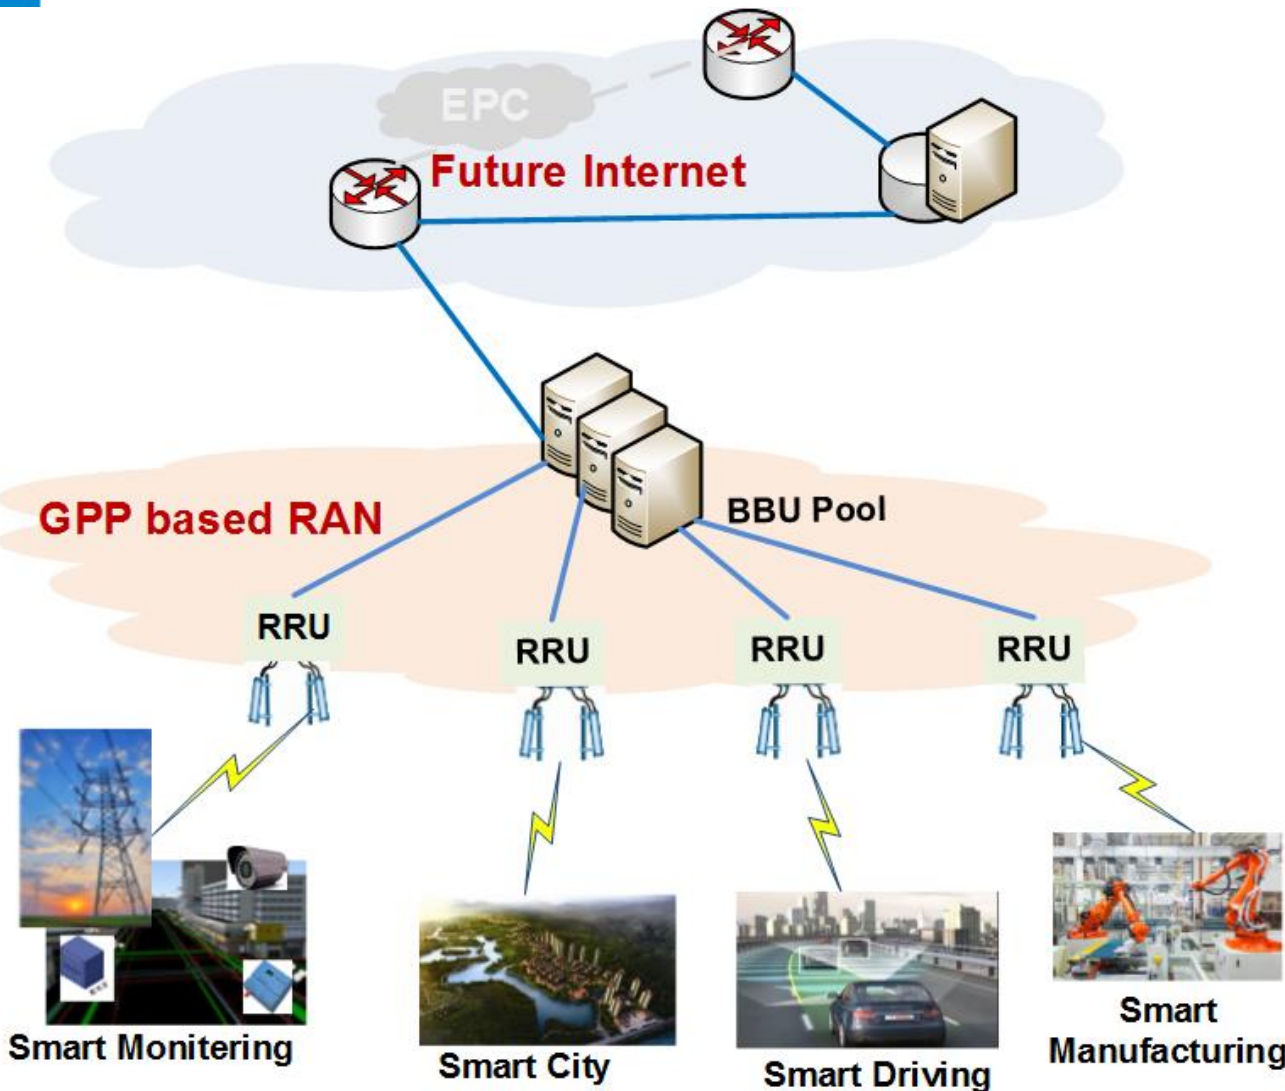 EPC
Future Internet
GPP based RAN
BBU Pool
RRU
RRU
RRU
RRU
Smart Monitering
Smart City
Smart Driving
Smart
Manufacturing